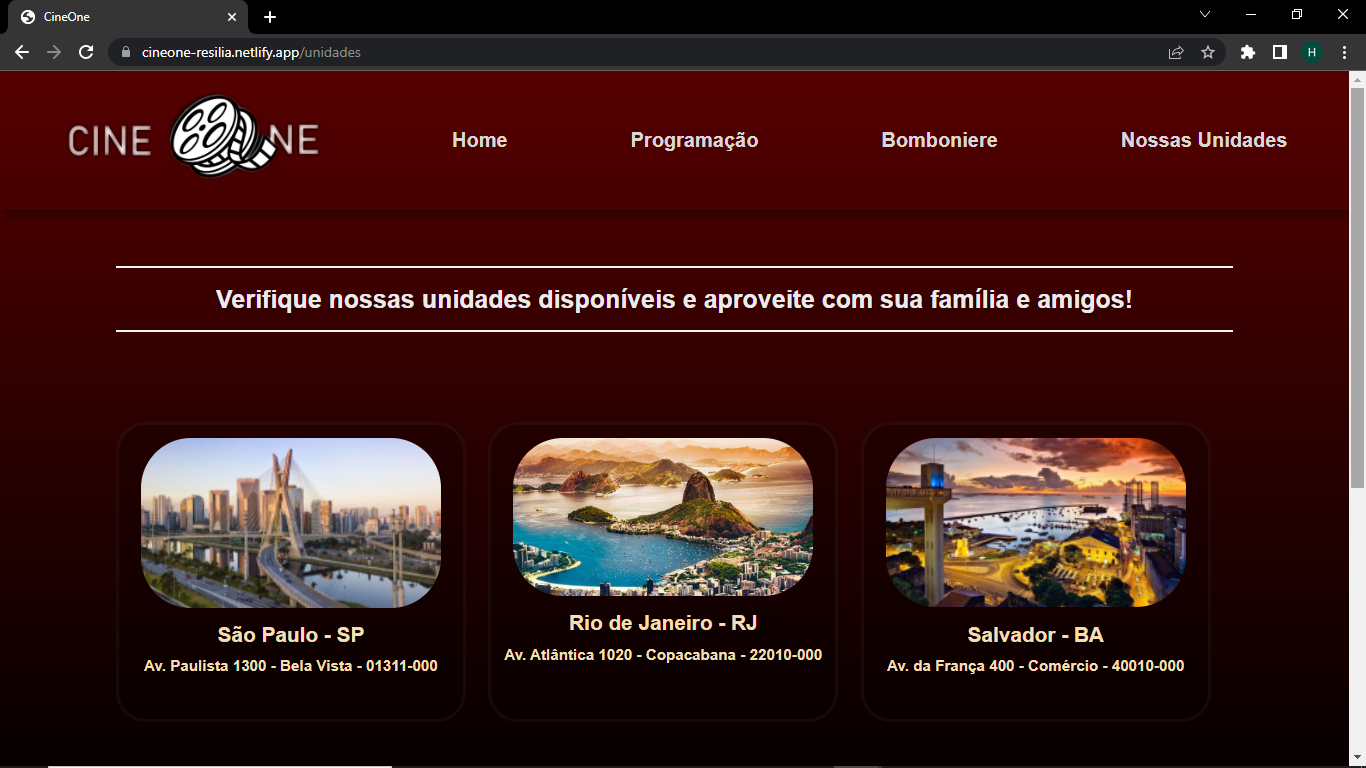 CineOne
cineone-resilia.netlify.app/unidades
H
CINE NE
Home
Programação
Bomboniere
Nossas Unidades
Verifique nossas unidades disponíveis e aproveite com sua família e amigos!
São Paulo - SP
Av. Paulista 1300 - Bela Vista - 01311-000
Rio de Janeiro - RJ
Av. Atlântica 1020 - Copacabana - 22010-000
Salvador - BA
Av. da França 400 - Comércio - 40010-000